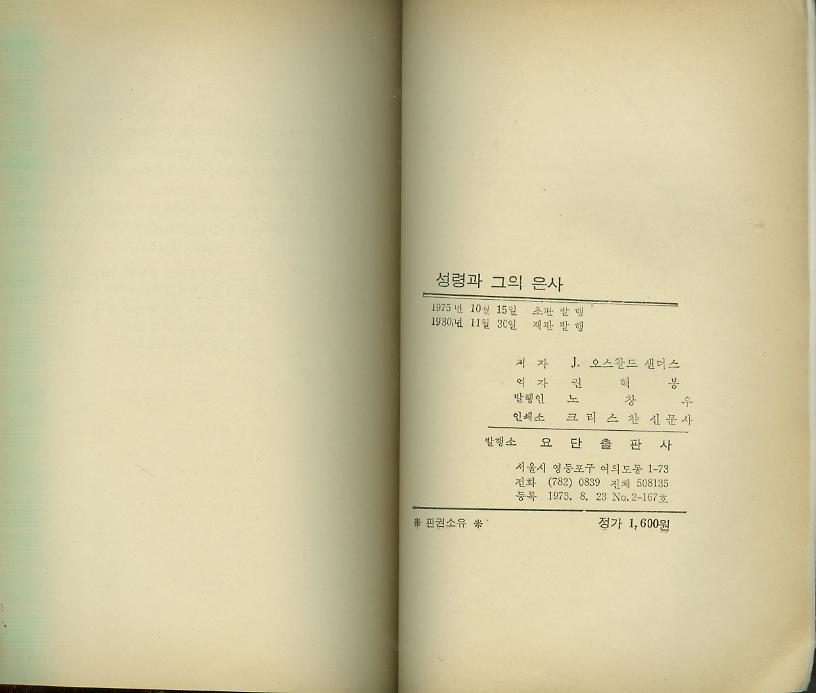 성령과 그의 은사
1975년 10월 15일 초판 발행
1980년 11월 30일 재판 발행
저 자 J. 오스왈드 샌더스
역 자 권 혁 봉
발행인 노 창 우
인쇄소 크 리 스 챤 신 문 사
발행소 요 단 출 판 사
서울시 영등포구 여의도동 1-73
전화 (782) 0839 진체 508135
등록 1973. 8. 23 No. 2-167호
※ 판권소유 ※ 정가 1,600원